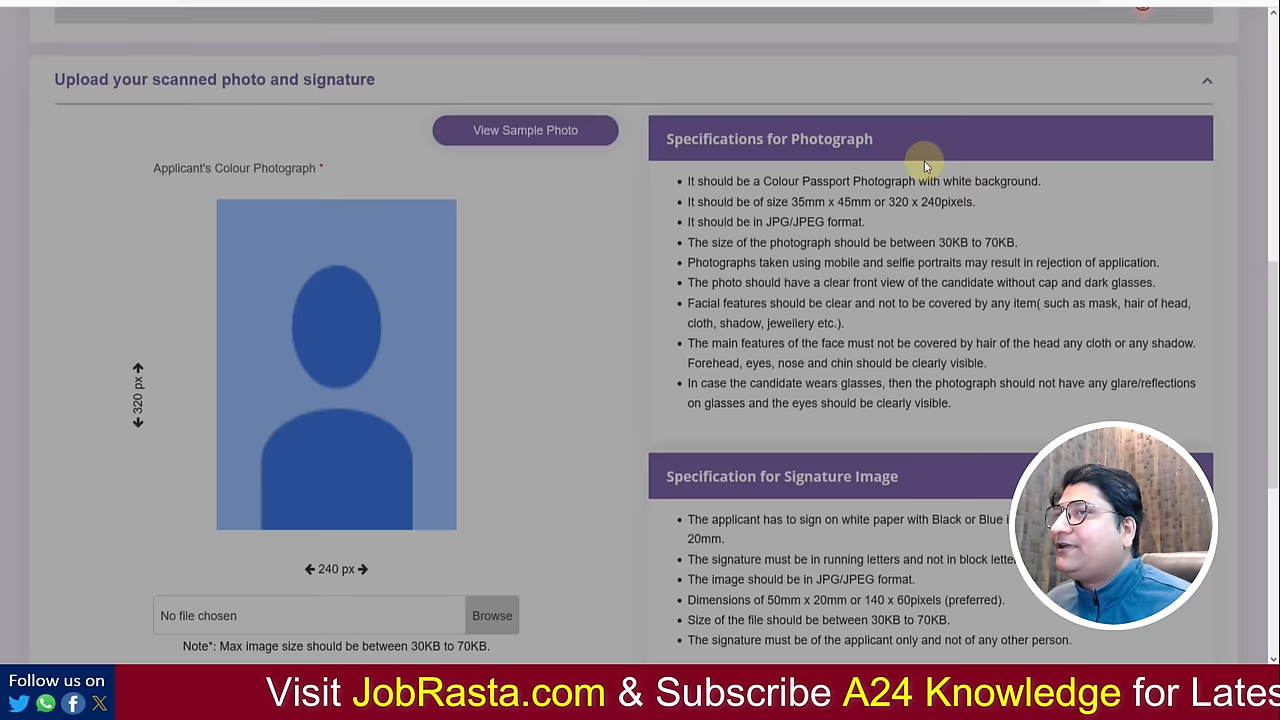 Upload your scanned photo and signature
View Sample Photo
Applicant's Colour Photograph *
320 px
240 px
No file chosen
Browse
Note*: Max image size should be between 30KB to 70KB.
Specifications for Photograph
It should be a Colour Passport Photograph with white background.
It should be of size 35mm x 45mm or 320 x 240pixels.
It should be in JPG/JPEG format.
The size of the photograph should be between 30KB to 70KB.
Photographs taken using mobile and selfie portraits may result in rejection of application.
The photo should have a clear front view of the candidate without cap and dark glasses.
Facial features should be clear and not to be covered by any item( such as mask, hair of head,
cloth, shadow, jewellery etc.).
The main features of the face must not be covered by hair of the head any cloth or any shadow.
Forehead, eyes, nose and chin should be clearly visible.
In case the candidate wears glasses, then the photograph should not have any glare/reflections
on glasses and the eyes should be clearly visible.
Specification for Signature Image
The applicant has to sign on white paper with Black or Blue
20mm.
The signature must be in running letters and not in block
The image should be in JPG/JPEG format.
Dimensions of 50mm x 20mm or 140 x 60pixels (preferred).
Size of the file should be between 30KB to 70KB.
The signature must be of the applicant only and not of any other person.
Follow us on
Visit JobRasta.com & Subscribe A24 Knowledge for Lates